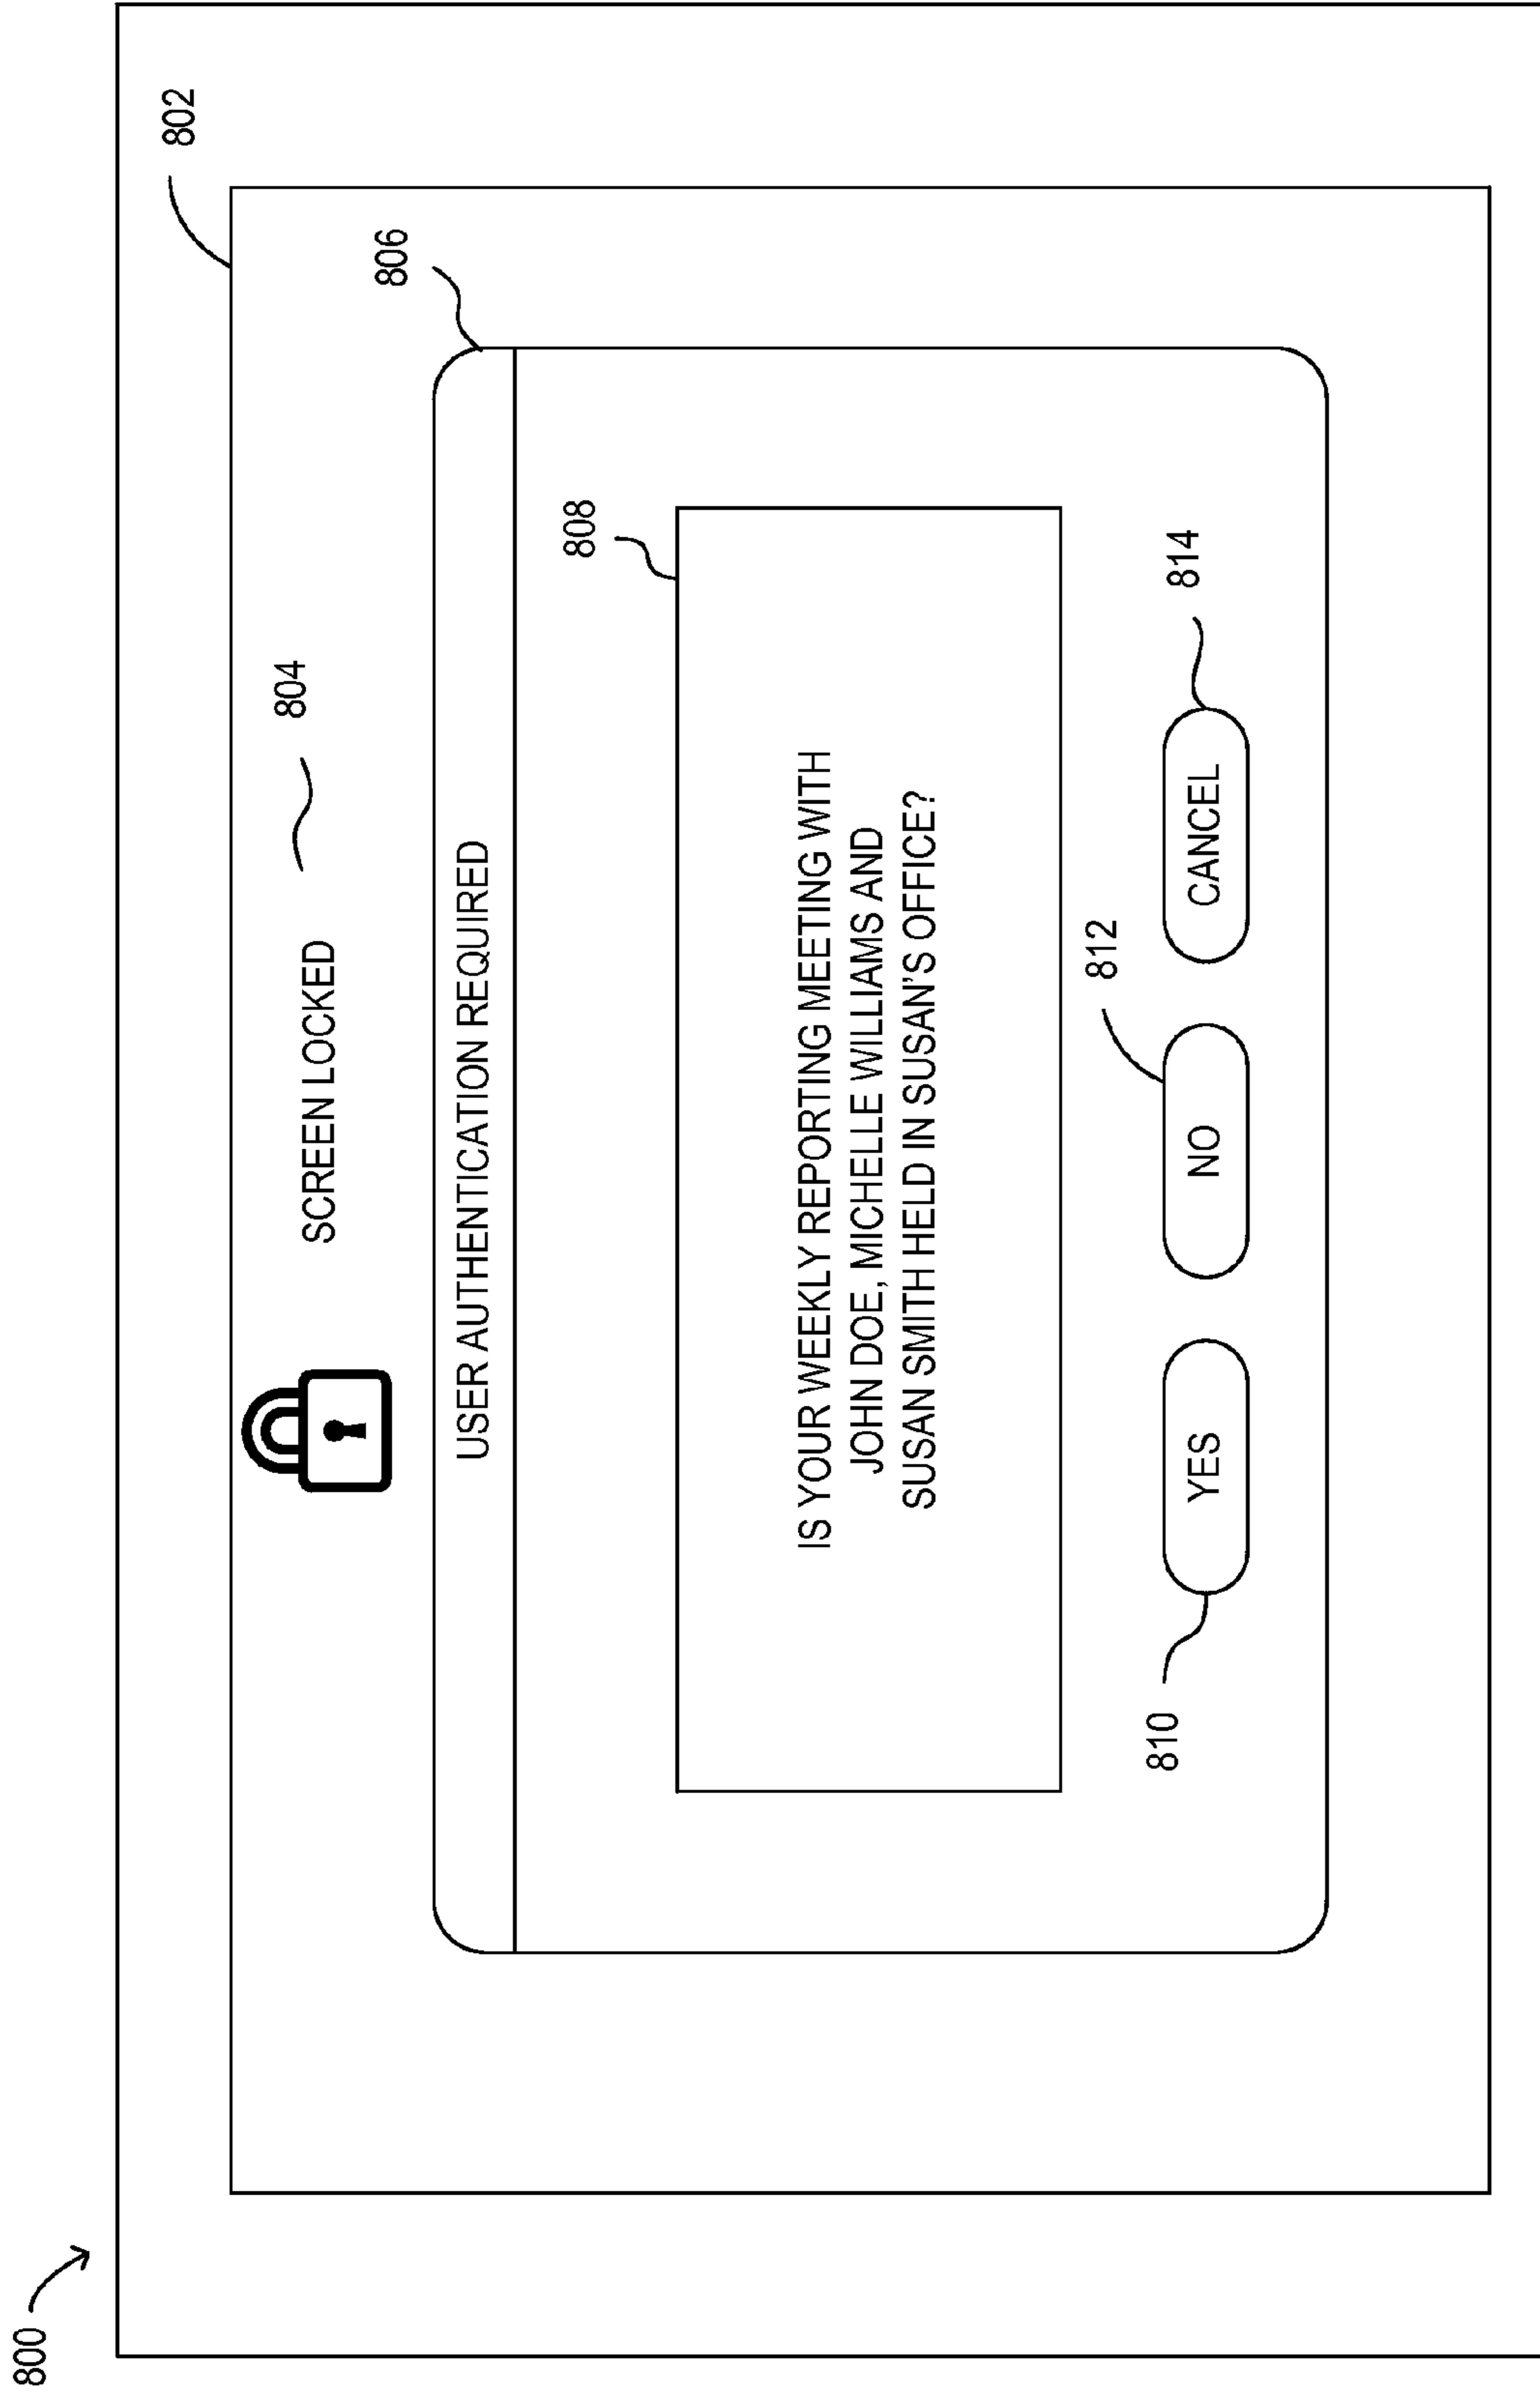 800
802
SCREEN LOCKED
804
806
USER AUTHENTICATION REQUIRED
808
IS YOUR WEEKLY REPORTING MEETING WITH
JOHN DOE, MICHELLE WILLIAMS AND
SUSAN SMITH HELD IN SUSAN'S OFFICE?
810
YES
812
NO
814
CANCEL